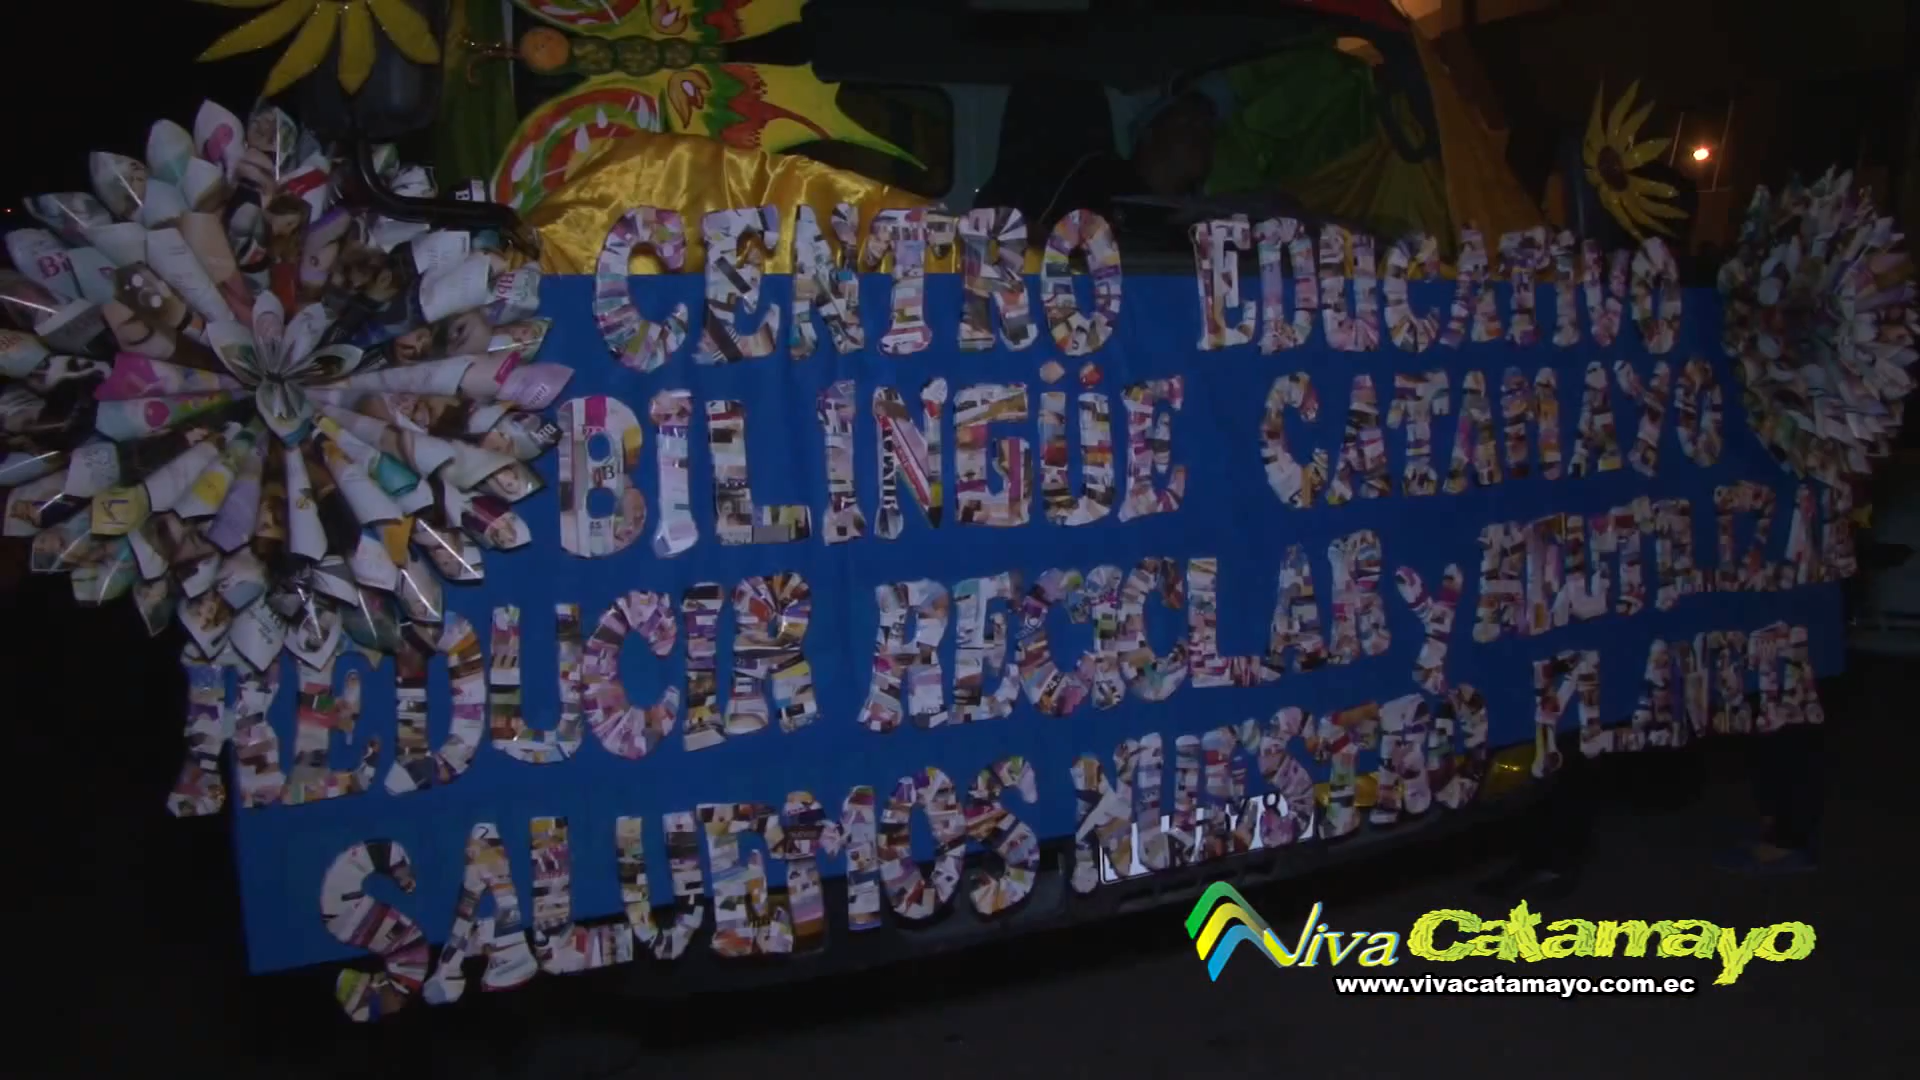 CENTRO EDUCATIVO
BILINGÜE CATAMAYO
REDUCIR RECICLAR Y REUTILIZAR
SALVEMOS NUESTRO PLANETA
Viva Catamayo
www.vivacatamayo.com.ec